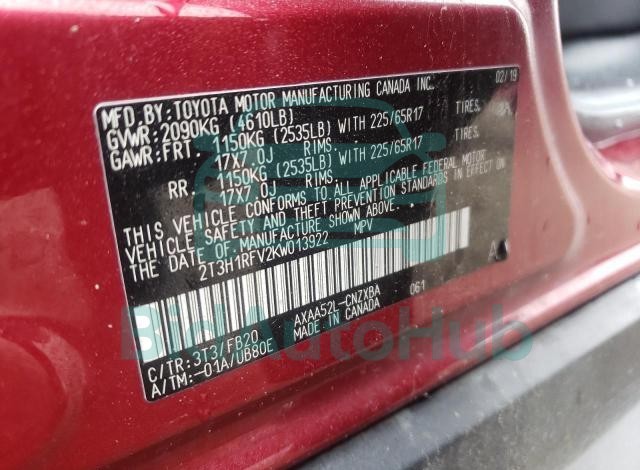 MFD.BY:TOYOTA MOTOR MANUFACTURING CANADA INC. 02/19
GVWR:2090KG (4610LB)
GAWR:FRT. 1150KG (2535LB) WITH 225/65R17 TIRES,
17X7.0J RIMS,
RR. 1150KG (2535LB) WITH 225/65R17 TIRES,
17X7.0J RIMS
THIS VEHICLE CONFORMS TO ALL APPLICABLE FEDERAL MOTOR
VEHICLE SAFETY AND THEFT PREVENTION STANDARDS IN EFFECT ON
THE DATE OF MANUFACTURE SHOWN ABOVE.
2T3H1RFV2KW013922 MPV
AXAA52L-CNZXBA 061
C/TR:3T3/FB20 MADE IN CANADA
A/TM:-01A/UB80E
BidAutoHub